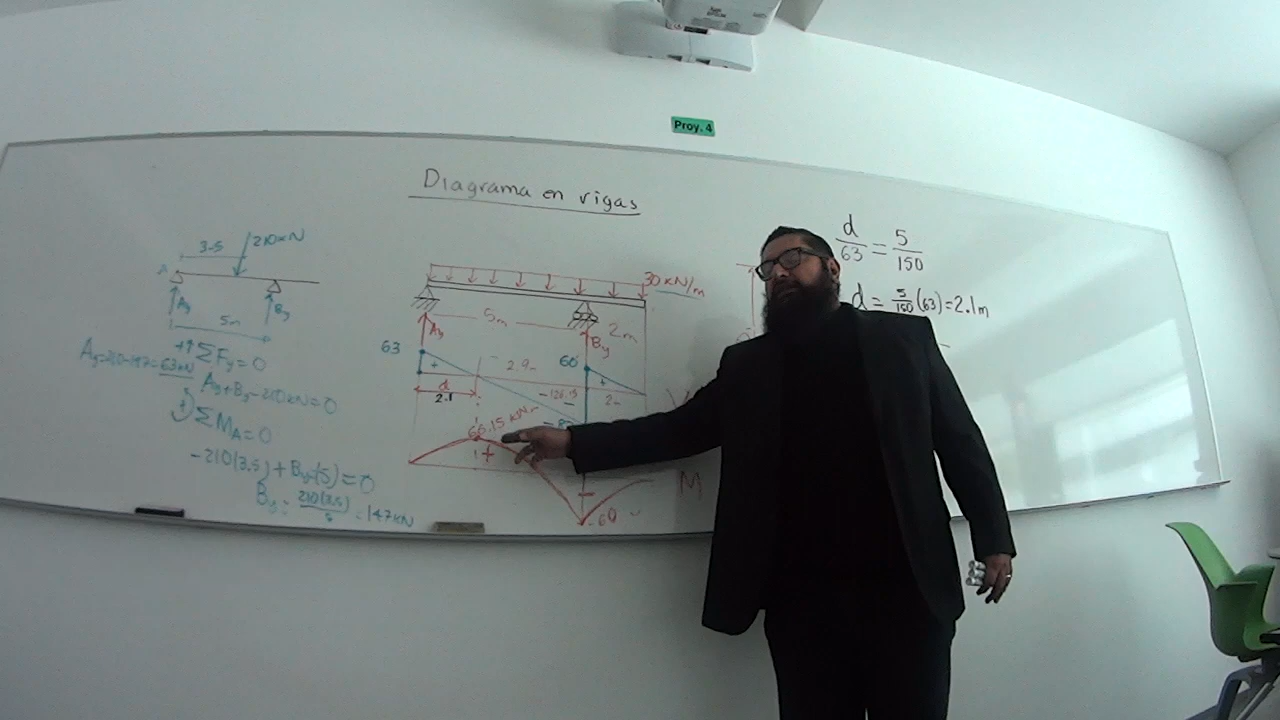 Proy. 4
Diagrama en vigas
3.5
210kN
A
Ay
By
5m
+↑ ΣFy = 0
Ay=210-147=63kN
Ay+By-210kN=0
ΣMA=0
-210(3.5)+By(5)=0
By = 210(3.5)/5 = 147kN
30 kN/m
5m
2m
Ay
By
63
60
+
2.9
+
d
2.1
2
66.15 kN
+
-
-60
M
d/63 = 5/150
d = 5/150 (63) = 2.1m